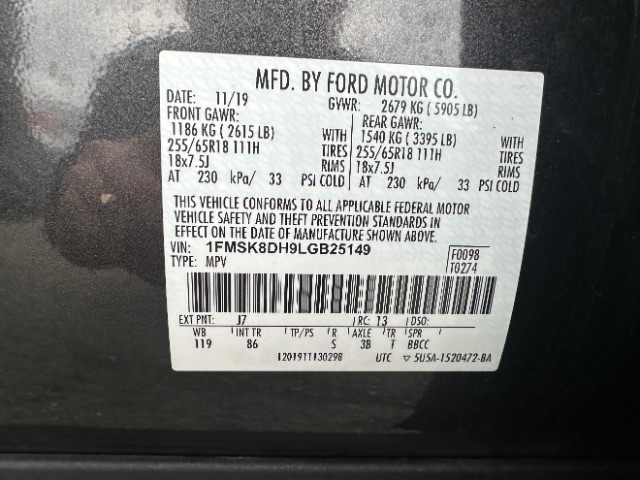 MFD. BY FORD MOTOR CO.
DATE: 11/19 GVWR: 2679 KG ( 5905 LB)
FRONT GAWR: REAR GAWR:
1186 KG ( 2615 LB) WITH 1540 KG ( 3395 LB) WITH
255/65R18 111H TIRES 255/65R18 111H TIRES
18x7.5J RIMS 18x7.5J RIMS
AT 230 kPa/ 33 PSI COLD AT 230 kPa/ 33 PSI COLD
THIS VEHICLE CONFORMS TO ALL APPLICABLE FEDERAL MOTOR
VEHICLE SAFETY AND THEFT PREVENTION STANDARDS IN
EFFECT ON THE DATE OF MANUFACTURE SHOWN ABOVE.
VIN: 1FMSK8DH9LGB25149 F0098
TYPE: MPV T0274
EXT PNT: J7 RC: 13 DSO:
WB INT TR TP/PS R AXLE TR SPR
119 86 S 3B T BBCC
1201911130298 UTC ▽ 5U5A-1520472-BA